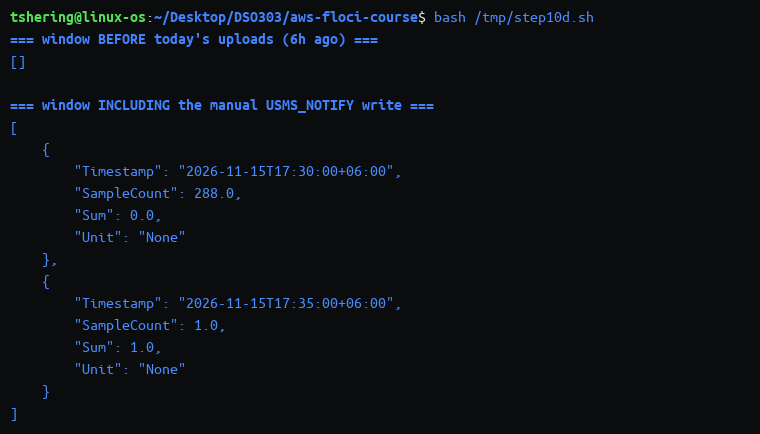 tshering@linux-os:~/Desktop/DSO303/aws-floci-course$ bash /tmp/step10d.sh
=== window BEFORE today's uploads (6h ago) ===
[]

=== window INCLUDING the manual USMS_NOTIFY write ===
[
    {
        "Timestamp": "2026-11-15T17:30:00+06:00",
        "SampleCount": 288.0,
        "Sum": 0.0,
        "Unit": "None"
    },
    {
        "Timestamp": "2026-11-15T17:35:00+06:00",
        "SampleCount": 1.0,
        "Sum": 1.0,
        "Unit": "None"
    }
]